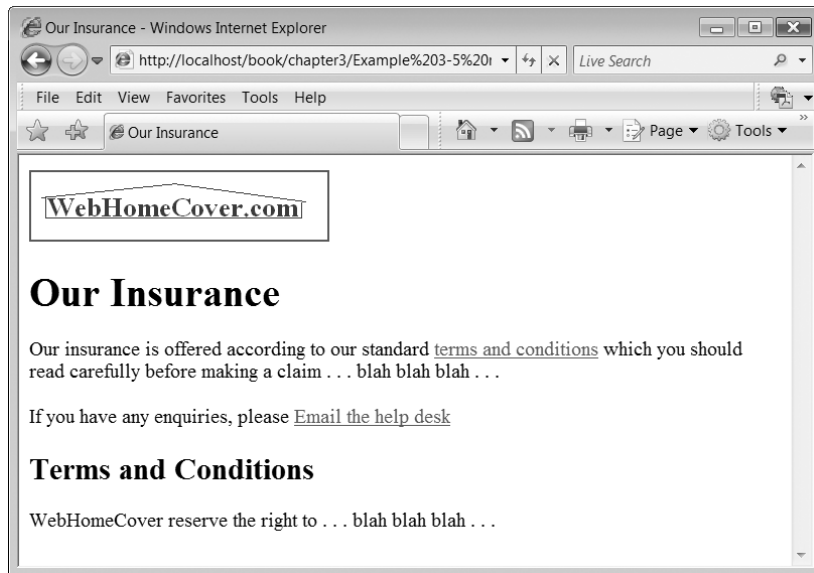 Our Insurance - Windows Internet Explorer
http://localhost/book/chapter3/Example%203-5%20
Live Search
File Edit View Favorites Tools Help
Our Insurance
Page
Tools
WebHomeCover.com
Our Insurance
Our insurance is offered according to our standard terms and conditions which you should
read carefully before making a claim . . . blah blah blah . . .
If you have any enquiries, please Email the help desk
Terms and Conditions
WebHomeCover reserve the right to . . . blah blah blah . . .